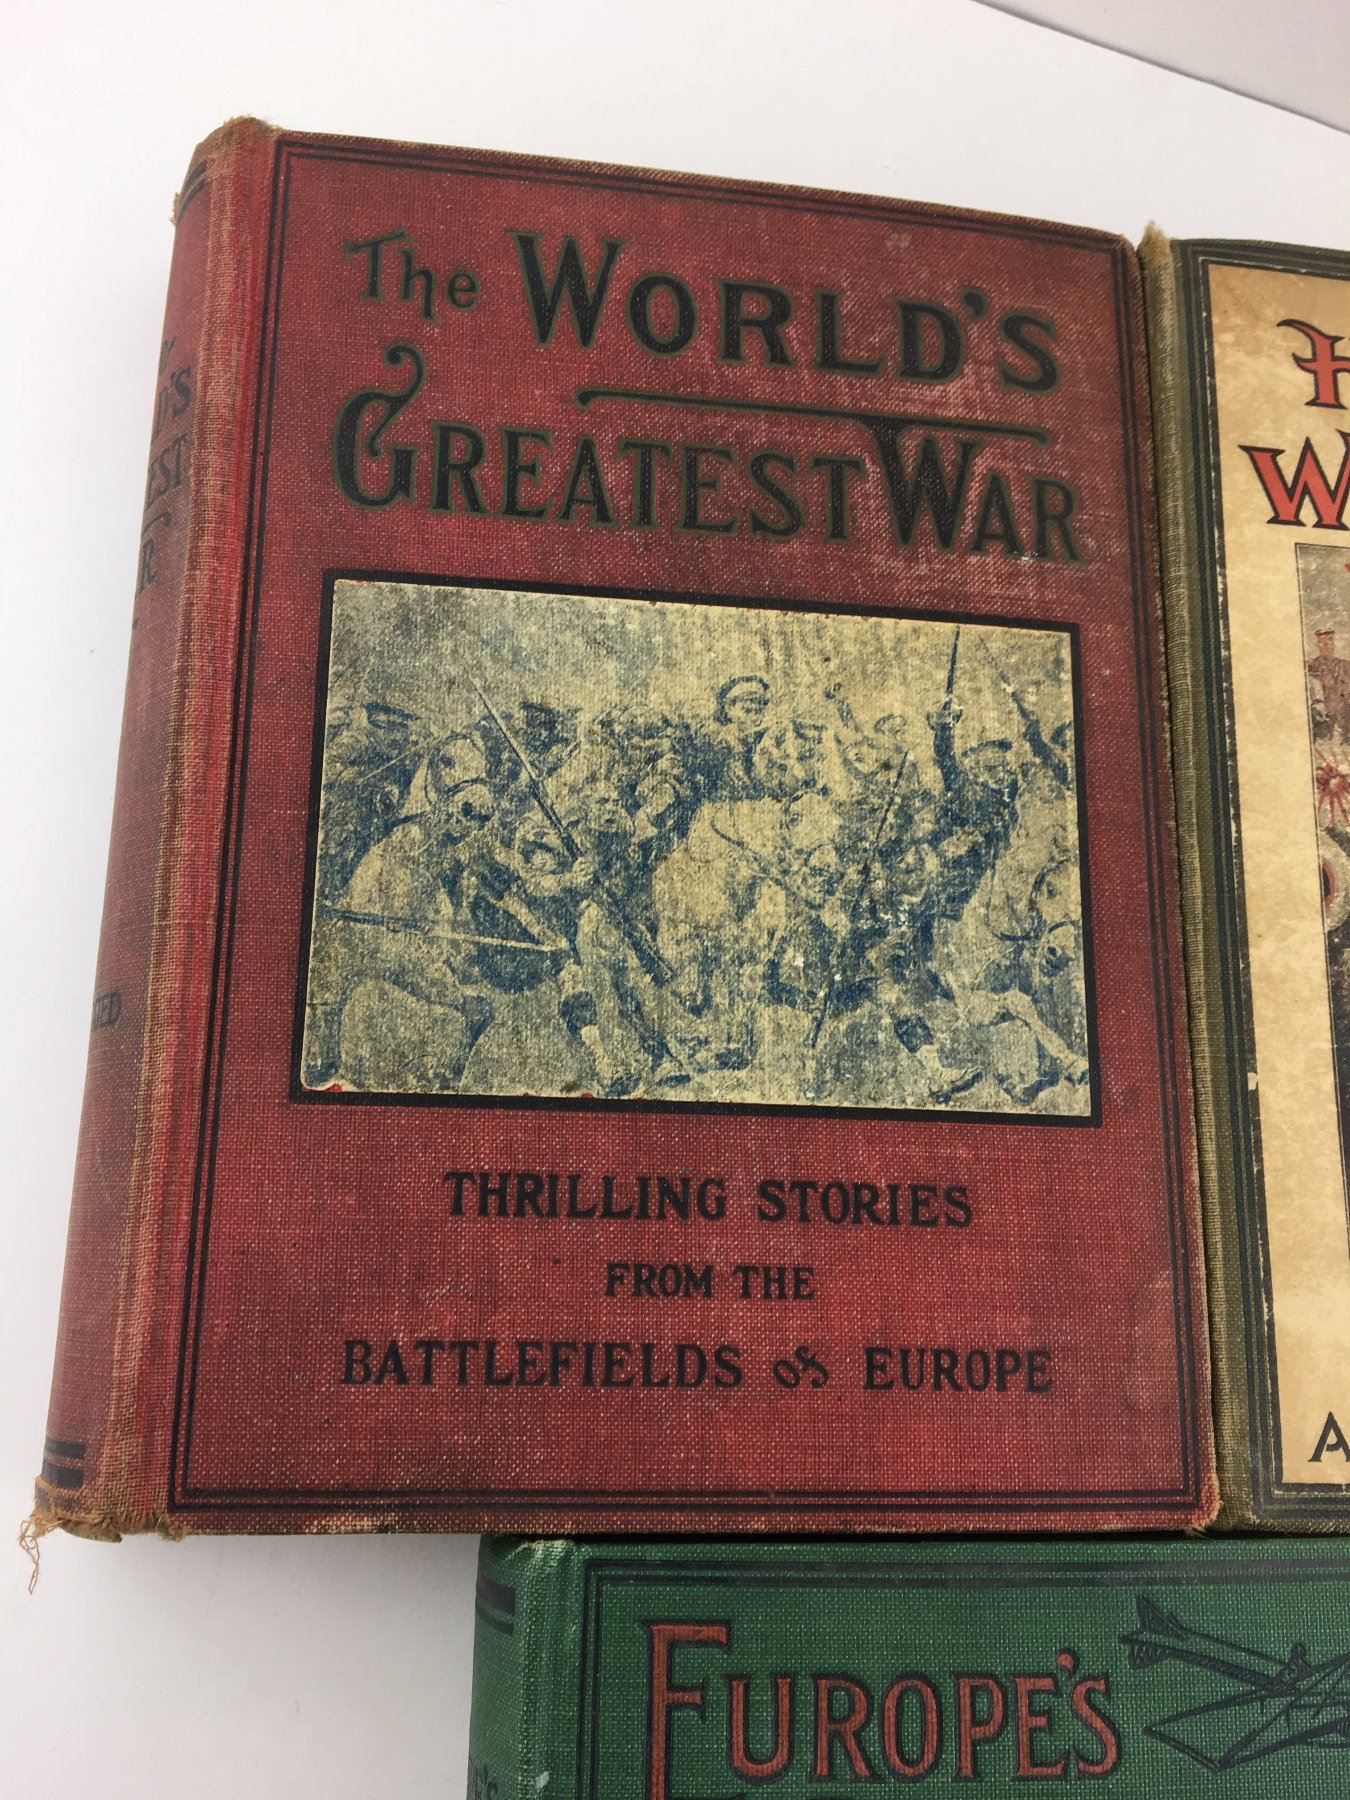 The WORLD'S
GREATEST WAR
THRILLING STORIES
FROM THE
BATTLEFIELDS OF EUROPE
EUROPE'S